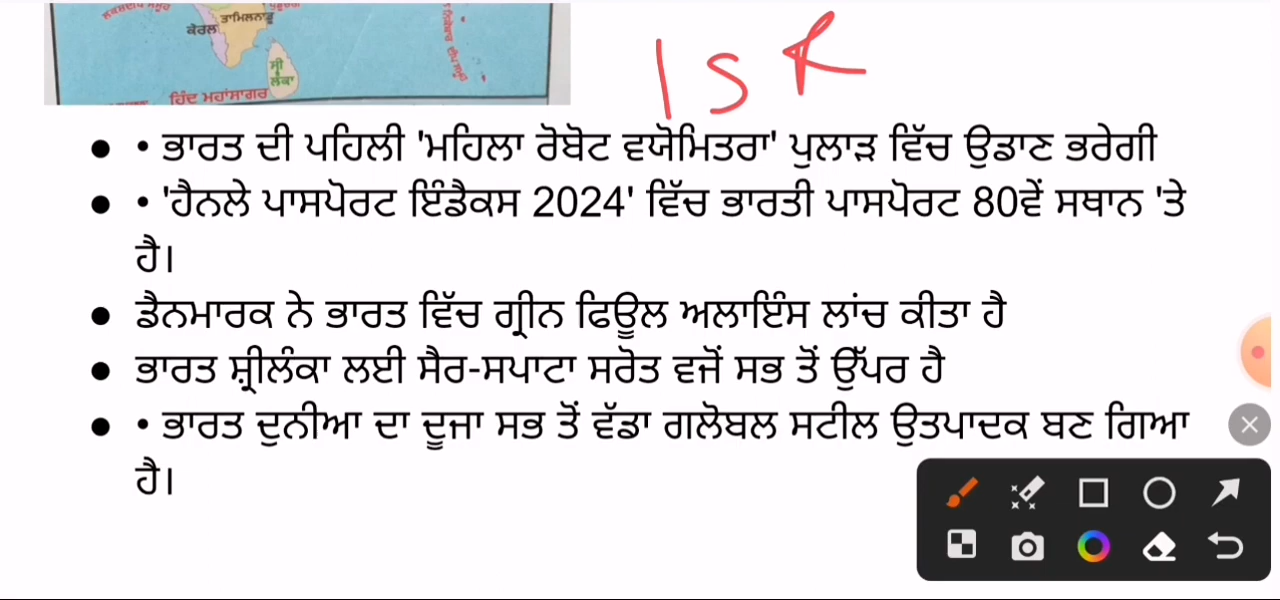 ਤਾਮਿਲਨਾਡੂ
ਕੇਰਲ
ਸ੍ਰੀ
ਲੰਕਾ
ਹਿੰਦ ਮਹਾਂਸਾਗਰ
ISR
• ਭਾਰਤ ਦੀ ਪਹਿਲੀ 'ਮਹਿਲਾ ਰੋਬੋਟ ਵਯੋਮਿਤਰਾ' ਪੁਲਾੜ ਵਿੱਚ ਉਡਾਣ ਭਰੇਗੀ
• 'ਹੈਨਲੇ ਪਾਸਪੋਰਟ ਇੰਡੈਕਸ 2024' ਵਿੱਚ ਭਾਰਤੀ ਪਾਸਪੋਰਟ 80ਵੇਂ ਸਥਾਨ 'ਤੇ
ਹੈ।
ਡੈਨਮਾਰਕ ਨੇ ਭਾਰਤ ਵਿੱਚ ਗ੍ਰੀਨ ਫਿਊਲ ਅਲਾਇੰਸ ਲਾਂਚ ਕੀਤਾ ਹੈ
ਭਾਰਤ ਸ਼੍ਰੀਲੰਕਾ ਲਈ ਸੈਰ-ਸਪਾਟਾ ਸਰੋਤ ਵਜੋਂ ਸਭ ਤੋਂ ਉੱਪਰ ਹੈ
• ਭਾਰਤ ਦੁਨੀਆ ਦਾ ਦੂਜਾ ਸਭ ਤੋਂ ਵੱਡਾ ਗਲੋਬਲ ਸਟੀਲ ਉਤਪਾਦਕ ਬਣ ਗਿਆ
ਹੈ।